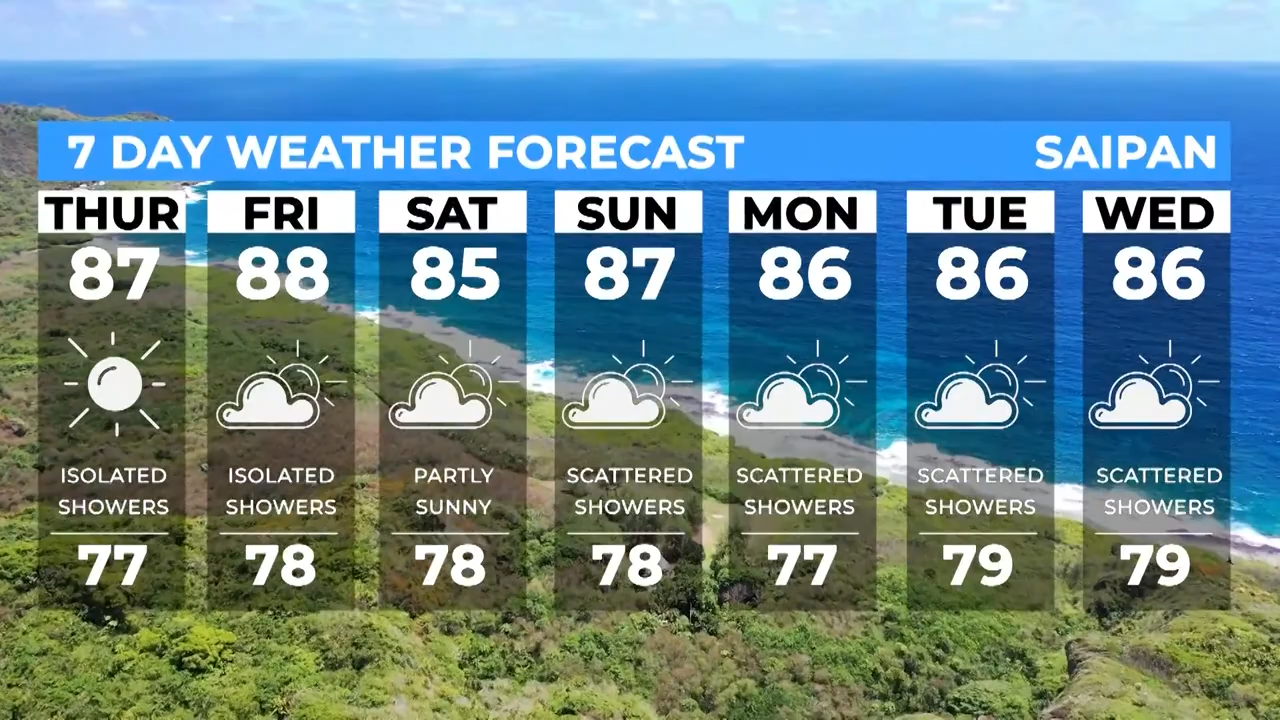 7 DAY WEATHER FORECAST SAIPAN
THUR FRI SAT SUN MON TUE WED
87 88 85 87 86 86 86
ISOLATED ISOLATED PARTLY SCATTERED SCATTERED SCATTERED SCATTERED
SHOWERS SHOWERS SUNNY SHOWERS SHOWERS SHOWERS SHOWERS
77 78 78 78 77 79 79